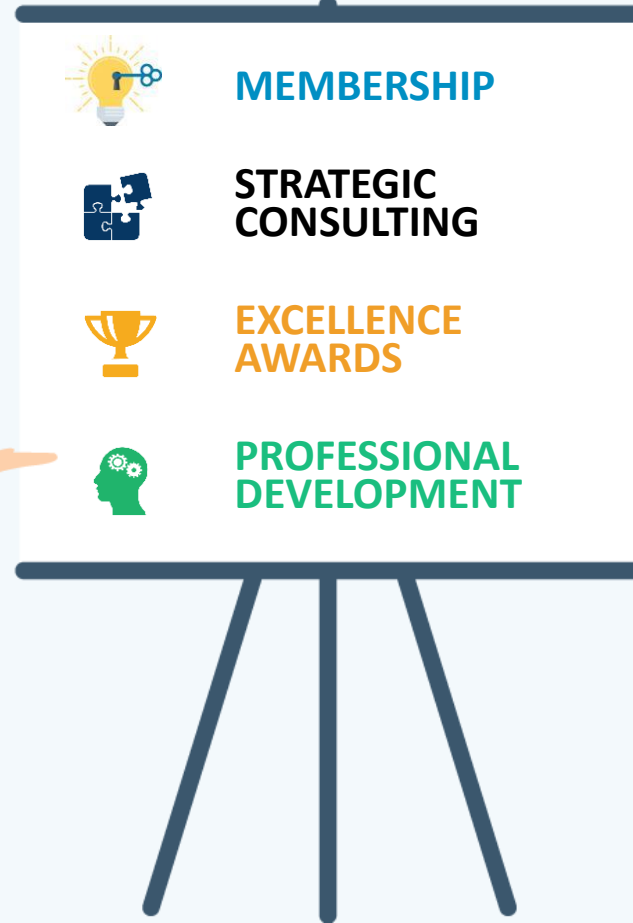 MEMBERSHIP
STRATEGIC
CONSULTING
EXCELLENCE
AWARDS
PROFESSIONAL
DEVELOPMENT